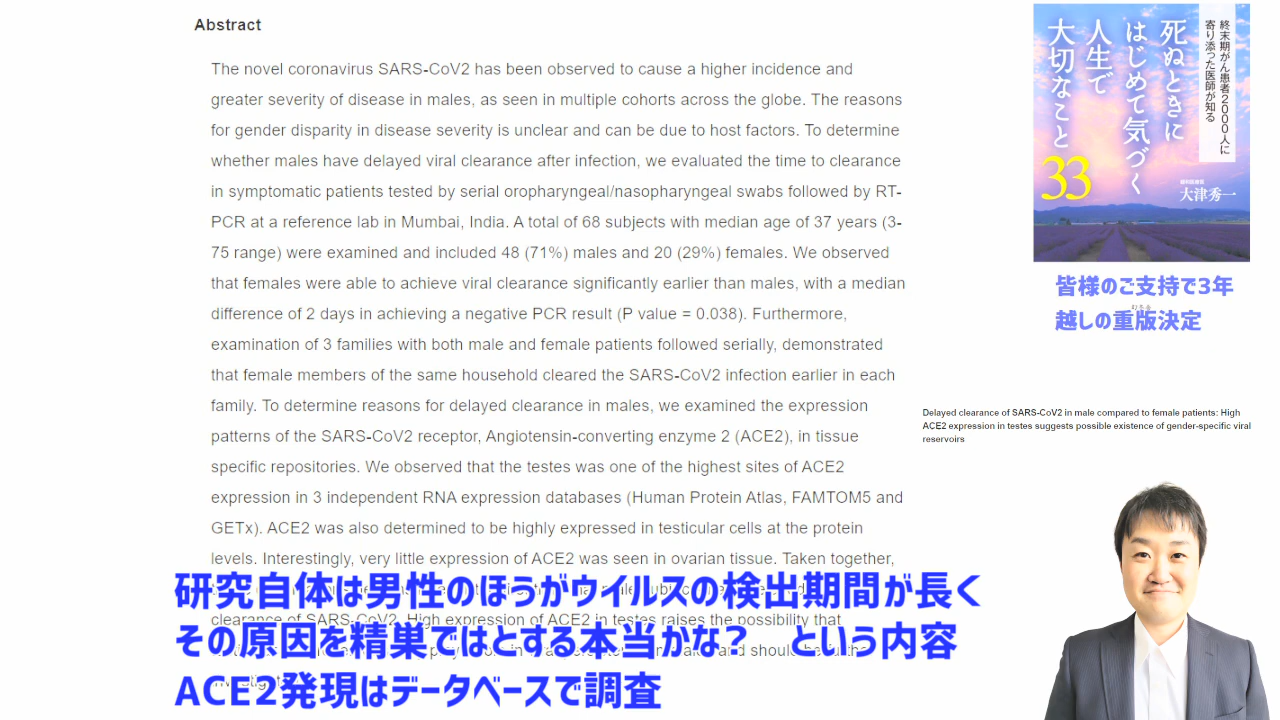 Abstract
The novel coronavirus SARS-CoV2 has been observed to cause a higher incidence and
greater severity of disease in males, as seen in multiple cohorts across the globe. The reasons
for gender disparity in disease severity is unclear and can be due to host factors. To determine
whether males have delayed viral clearance after infection, we evaluated the time to clearance
in symptomatic patients tested by serial oropharyngeal/nasopharyngeal swabs followed by RT-
PCR at a reference lab in Mumbai, India. A total of 68 subjects with median age of 37 years (3-
75 range) were examined and included 48 (71%) males and 20 (29%) females. We observed
that females were able to achieve viral clearance significantly earlier than males, with a median
difference of 2 days in achieving a negative PCR result (P value = 0.038). Furthermore,
examination of 3 families with both male and female patients followed serially, demonstrated
that female members of the same household cleared the SARS-CoV2 infection earlier in each
family. To determine reasons for delayed clearance in males, we examined the expression
patterns of the SARS-CoV2 receptor, Angiotensin-converting enzyme 2 (ACE2), in tissue
specific repositories. We observed that the testes was one of the highest sites of ACE2
expression in 3 independent RNA expression databases (Human Protein Atlas, FAMTOM5 and
GETx). ACE2 was also determined to be highly expressed in testicular cells at the protein
levels. Interestingly, very little expression of ACE2 was seen in ovarian tissue. Taken together,
clearance of SARS-CoV2. High expression of ACE2 in testes raises the possibility that
研究自体は男性のほうがウイルスの検出期間が長く
その原因を精巣ではとする本当かな？　という内容
ACE2発現はデータベースで調査
終末期がん患者2000人に
寄り添った医師が知る
死ぬときに
はじめて気づく
人生で
大切なこと
33
大津秀一
皆様のご支持で3年
越しの重版決定
Delayed clearance of SARS-CoV2 in male compared to female patients: High
ACE2 expression in testes suggests possible existence of gender-specific viral
reservoirs